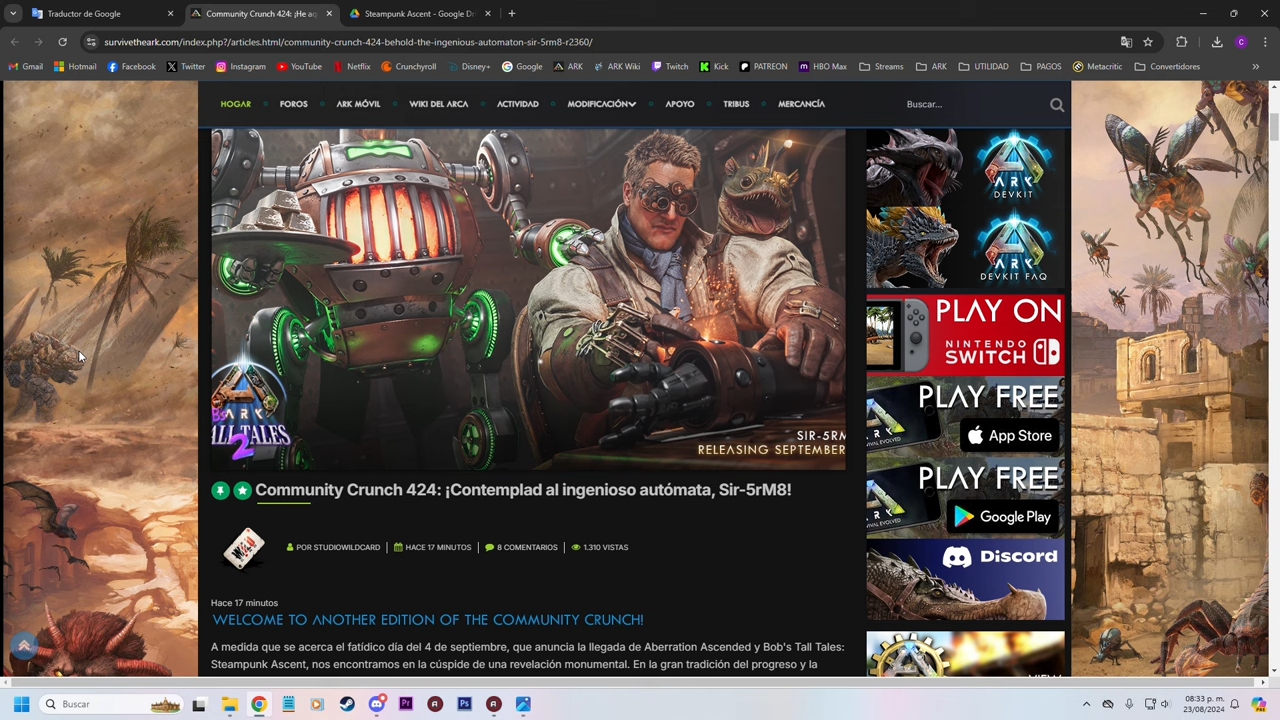 Traductor de Google
Community Crunch 424: ¡He aq
Steampunk Ascent - Google De
survivetheark.com/index.php?/articles.html/community-crunch-424-behold-the-ingenious-automaton-sir-5rm8-r2360/
Gmail Hotmail Facebook Twitter Instagram YouTube Netflix Crunchyroll Disney+ Google ARK ARK Wiki Twitch Kick PATREON HBO Max Streams ARK UTILIDAD PAGOS Metacritic Convertidores
HOGAR FOROS ARK MÓVIL WIKI DEL ARCA ACTIVIDAD MODIFICACIÓN APOYO TRIBUS MERCANCÍA Buscar...
ARK
DEVKIT
ARK
DEVKIT FAQ
PLAY ON
NINTENDO
SWITCH
PLAY FREE
App Store
PLAY FREE
Google Play
Discord
ARK
TALES
2
SIR-5RM
RELEASING SEPTEMBER
Community Crunch 424: ¡Contemplad al ingenioso autómata, Sir-5rM8!
POR STUDIOWILDCARD HACE 17 MINUTOS 8 COMENTARIOS 1.310 VISTAS
Hace 17 minutos
WELCOME TO ANOTHER EDITION OF THE COMMUNITY CRUNCH!
A medida que se acerca el fatídico día del 4 de septiembre, que anuncia la llegada de Aberration Ascended y Bob's Tall Tales:
Steampunk Ascent, nos encontramos en la cúspide de una revelación monumental. En la gran tradición del progreso y la
Buscar
08:33 p. m.
23/08/2024